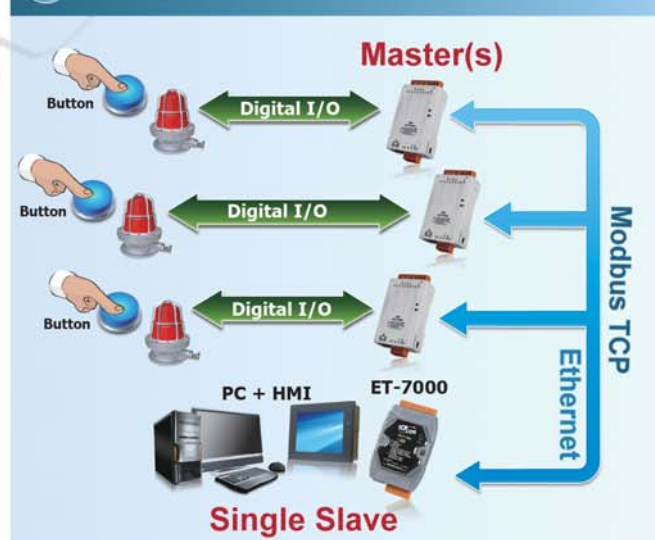 Master(s)
Button
Digital I/O
Button
Digital I/O
Button
Digital I/O
Modbus TCP
Ethernet
PC + HMI
ET-7000
Single Slave